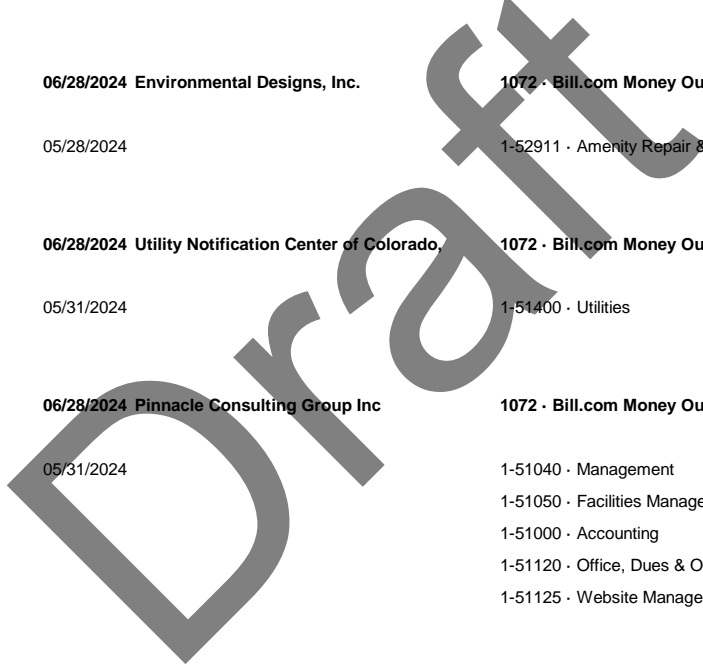 06/28/2024 Environmental Designs, Inc. 1072 · Bill.com Money Ou
05/28/2024 1-52911 · Amenity Repair &
06/28/2024 Utility Notification Center of Colorado, 1072 · Bill.com Money Ou
05/31/2024 1-51400 · Utilities
06/28/2024 Pinnacle Consulting Group Inc 1072 · Bill.com Money Ou
05/31/2024 1-51040 · Management
1-51050 · Facilities Manage
1-51000 · Accounting
1-51120 · Office, Dues & O
1-51125 · Website Manage
Draft